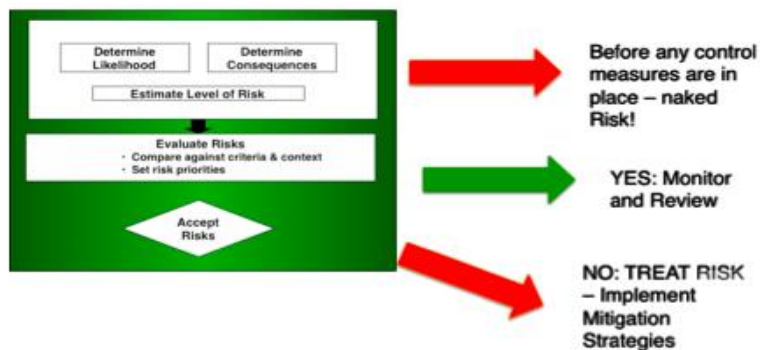 Determine
Likelihood
Determine
Consequences
Estimate Level of Risk
Evaluate Risks
· Compare against criteria & context
· Set risk priorities
Accept
Risks
Before any control
measures are in
place – naked
Risk!
YES: Monitor
and Review
NO: TREAT RISK
– Implement
Mitigation
Strategies